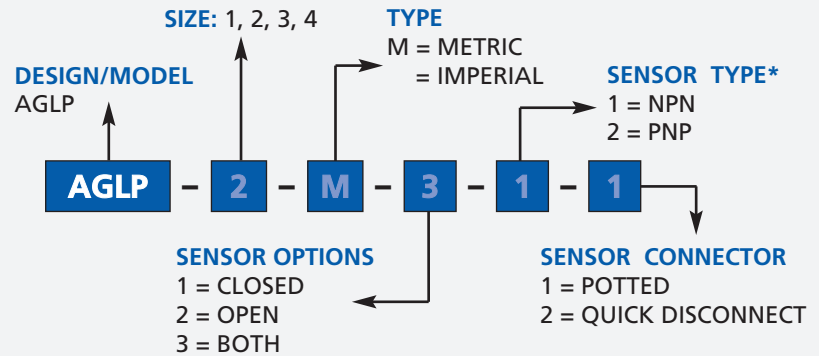 SIZE: 1, 2, 3, 4
TYPE
M = METRIC
= IMPERIAL
DESIGN/MODEL
AGLP
SENSOR TYPE*
1 = NPN
2 = PNP
AGLP - 2 - M - 3 - 1 - 1
SENSOR OPTIONS
1 = CLOSED
2 = OPEN
3 = BOTH
SENSOR CONNECTOR
1 = POTTED
2 = QUICK DISCONNECT